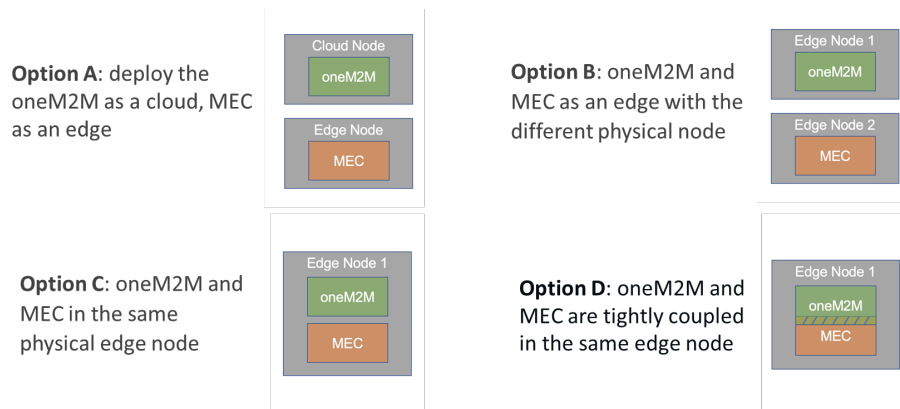 Option A: deploy the
oneM2M as a cloud, MEC
as an edge
Cloud Node
oneM2M
Edge Node
MEC
Option B: oneM2M and
MEC as an edge with the
different physical node
Edge Node 1
oneM2M
Edge Node 2
MEC
Option C: oneM2M and
MEC in the same
physical edge node
Edge Node 1
oneM2M
MEC
Option D: oneM2M and
MEC are tightly coupled
in the same edge node
Edge Node 1
oneM2M
MEC